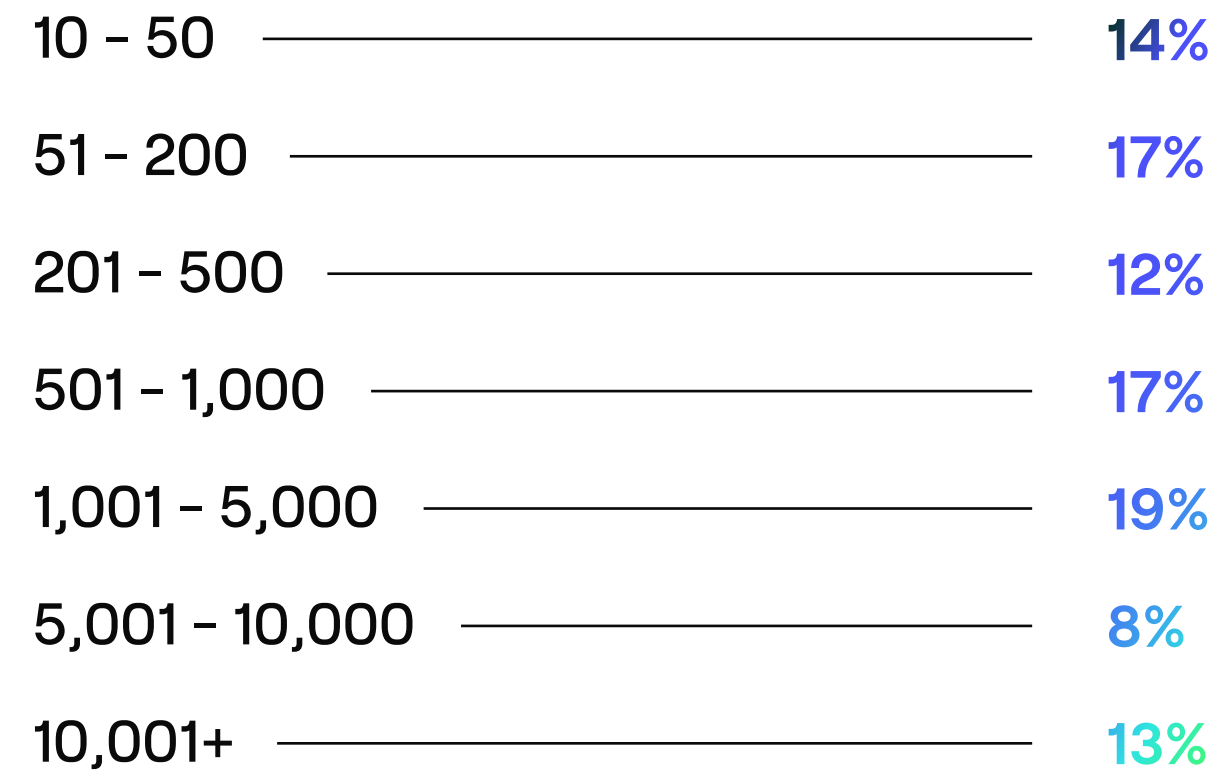 10 – 50 14%
51 – 200 17%
201 – 500 12%
501 – 1,000 17%
1,001 – 5,000 19%
5,001 – 10,000 8%
10,001+ 13%